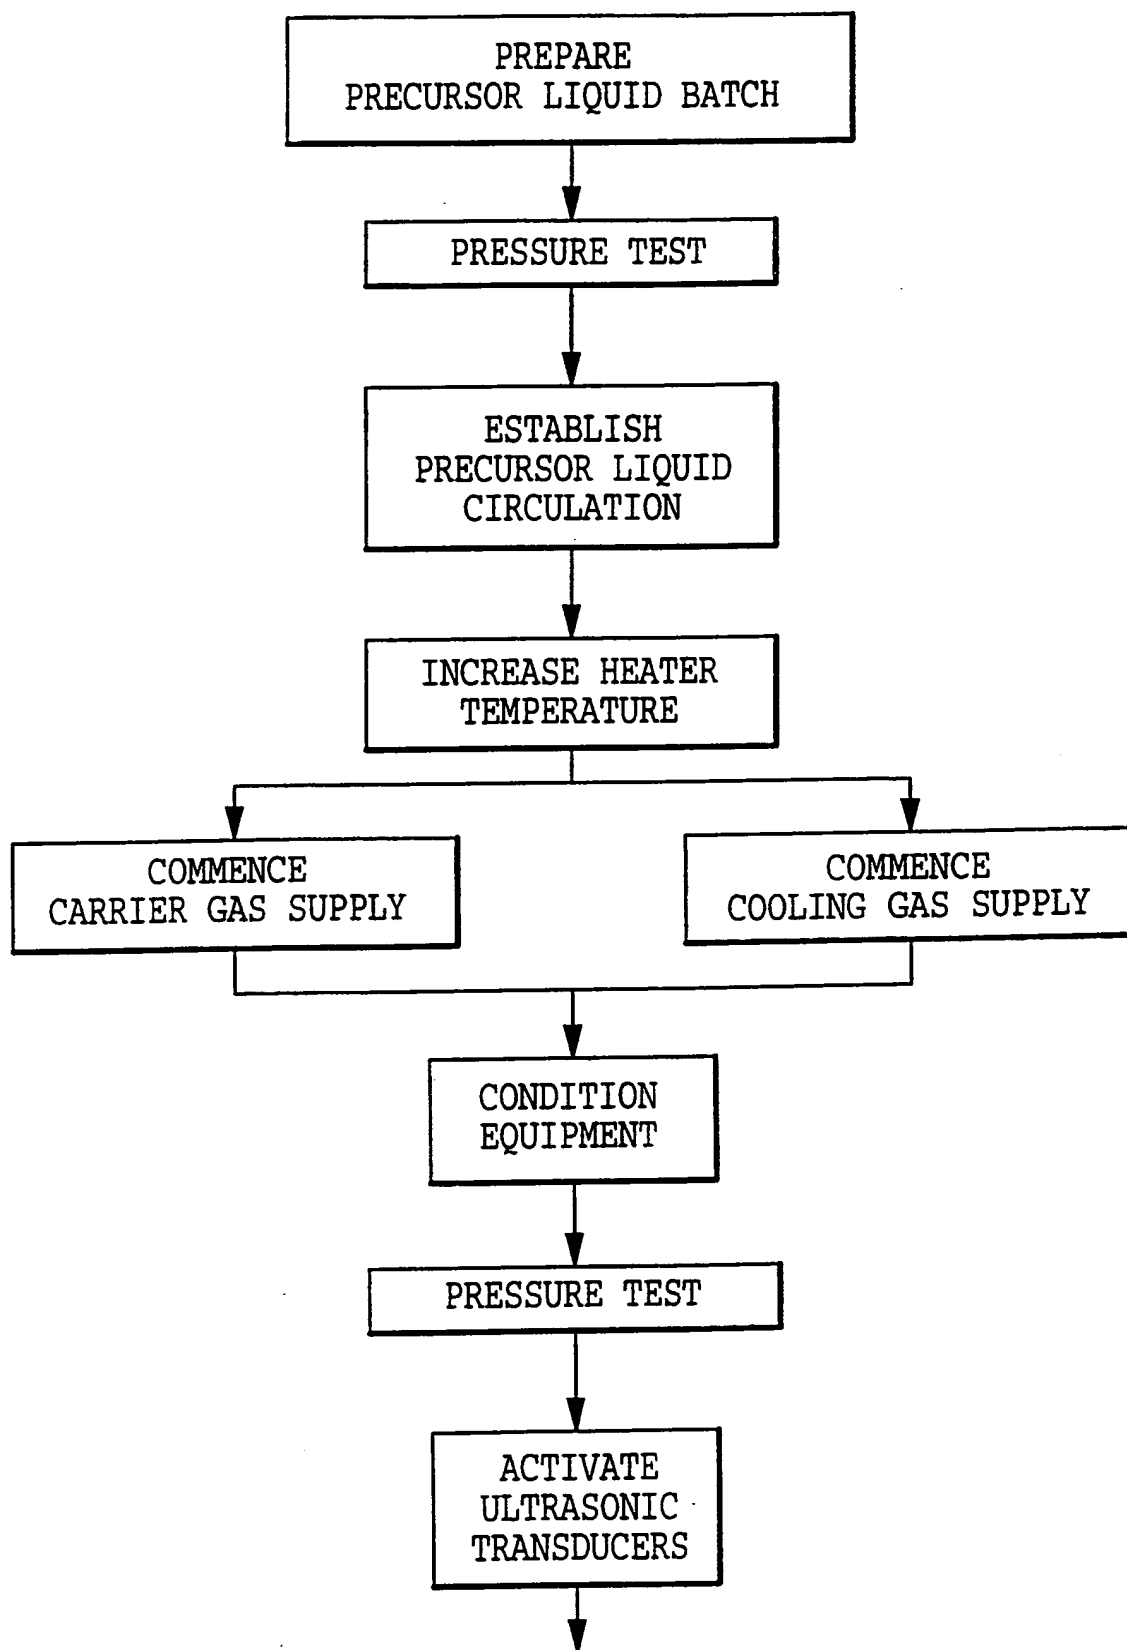 PREPARE
PRECURSOR LIQUID BATCH
PRESSURE TEST
ESTABLISH
PRECURSOR LIQUID
CIRCULATION
INCREASE HEATER
TEMPERATURE
COMMENCE
CARRIER GAS SUPPLY
COMMENCE
COOLING GAS SUPPLY
CONDITION
EQUIPMENT
PRESSURE TEST
ACTIVATE
ULTRASONIC
TRANSDUCERS